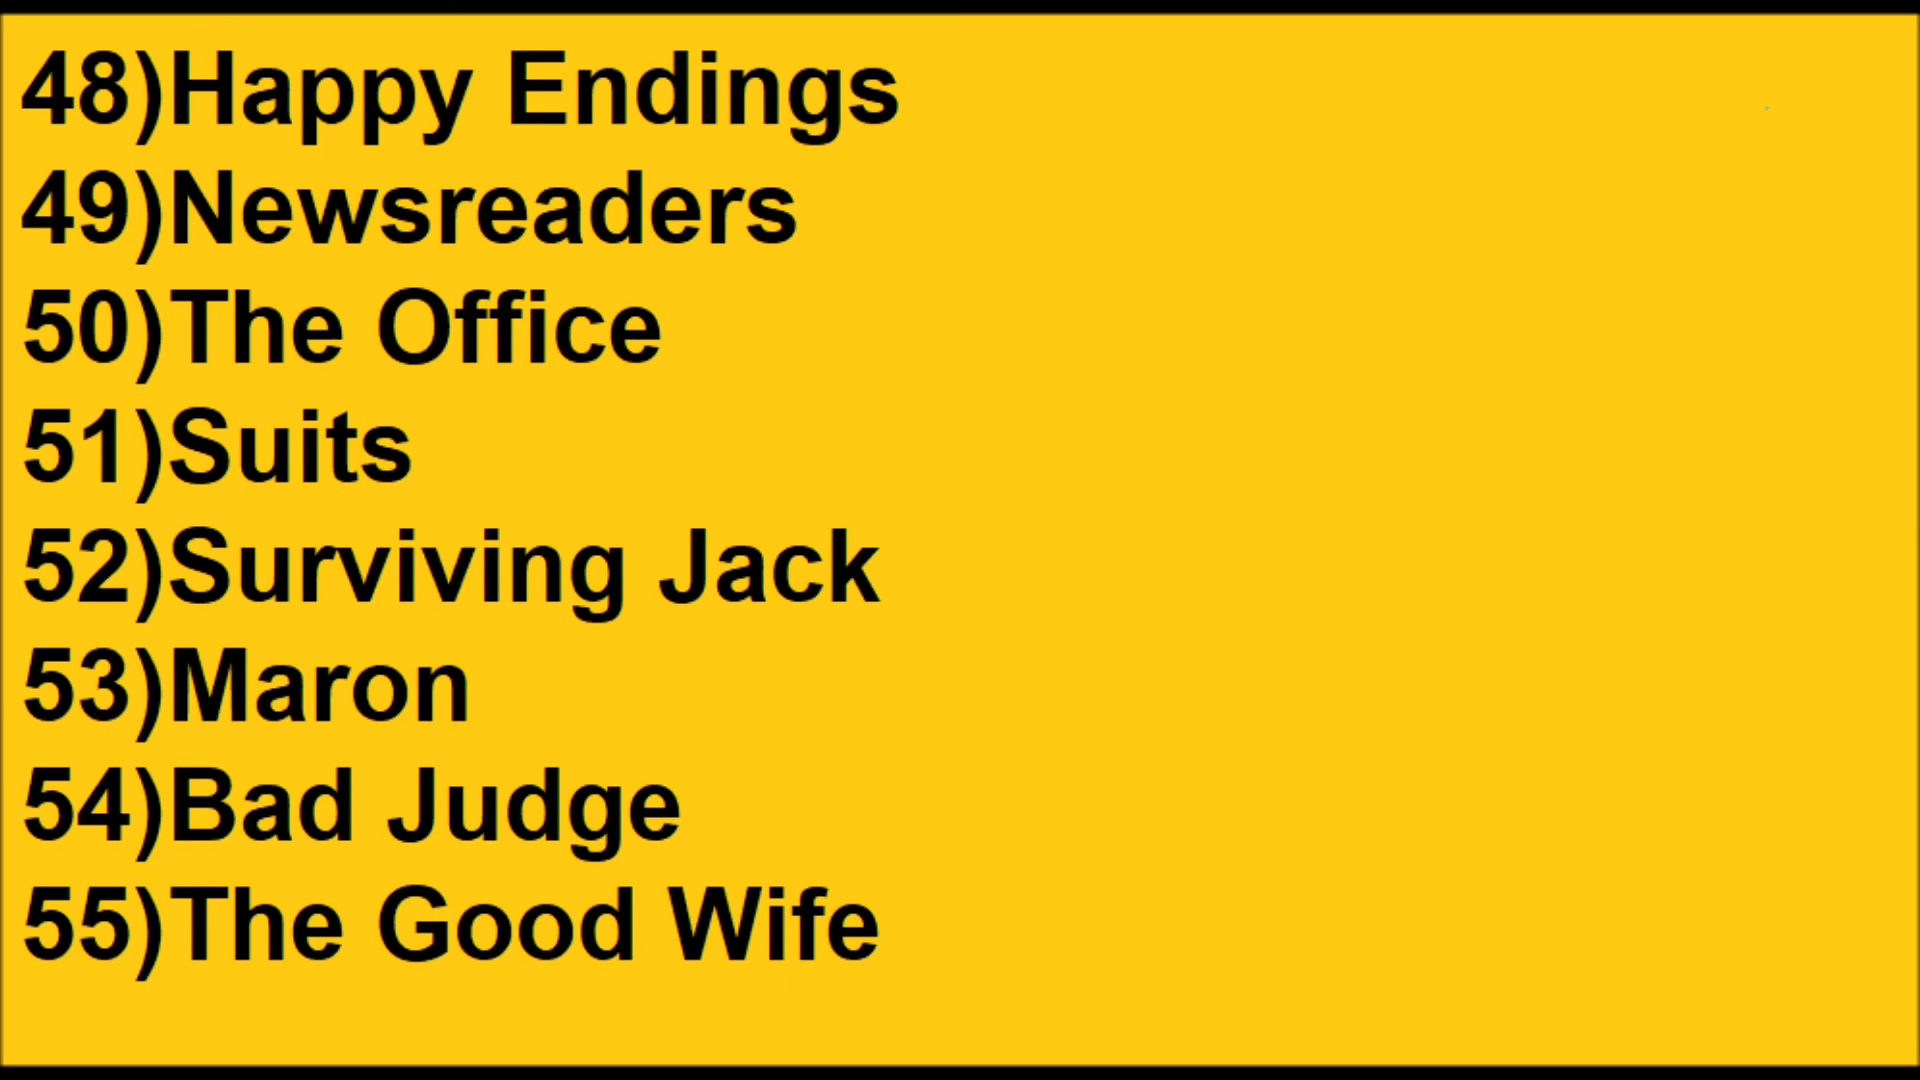 48)Happy Endings
49)Newsreaders
50)The Office
51)Suits
52)Surviving Jack
53)Maron
54)Bad Judge
55)The Good Wife